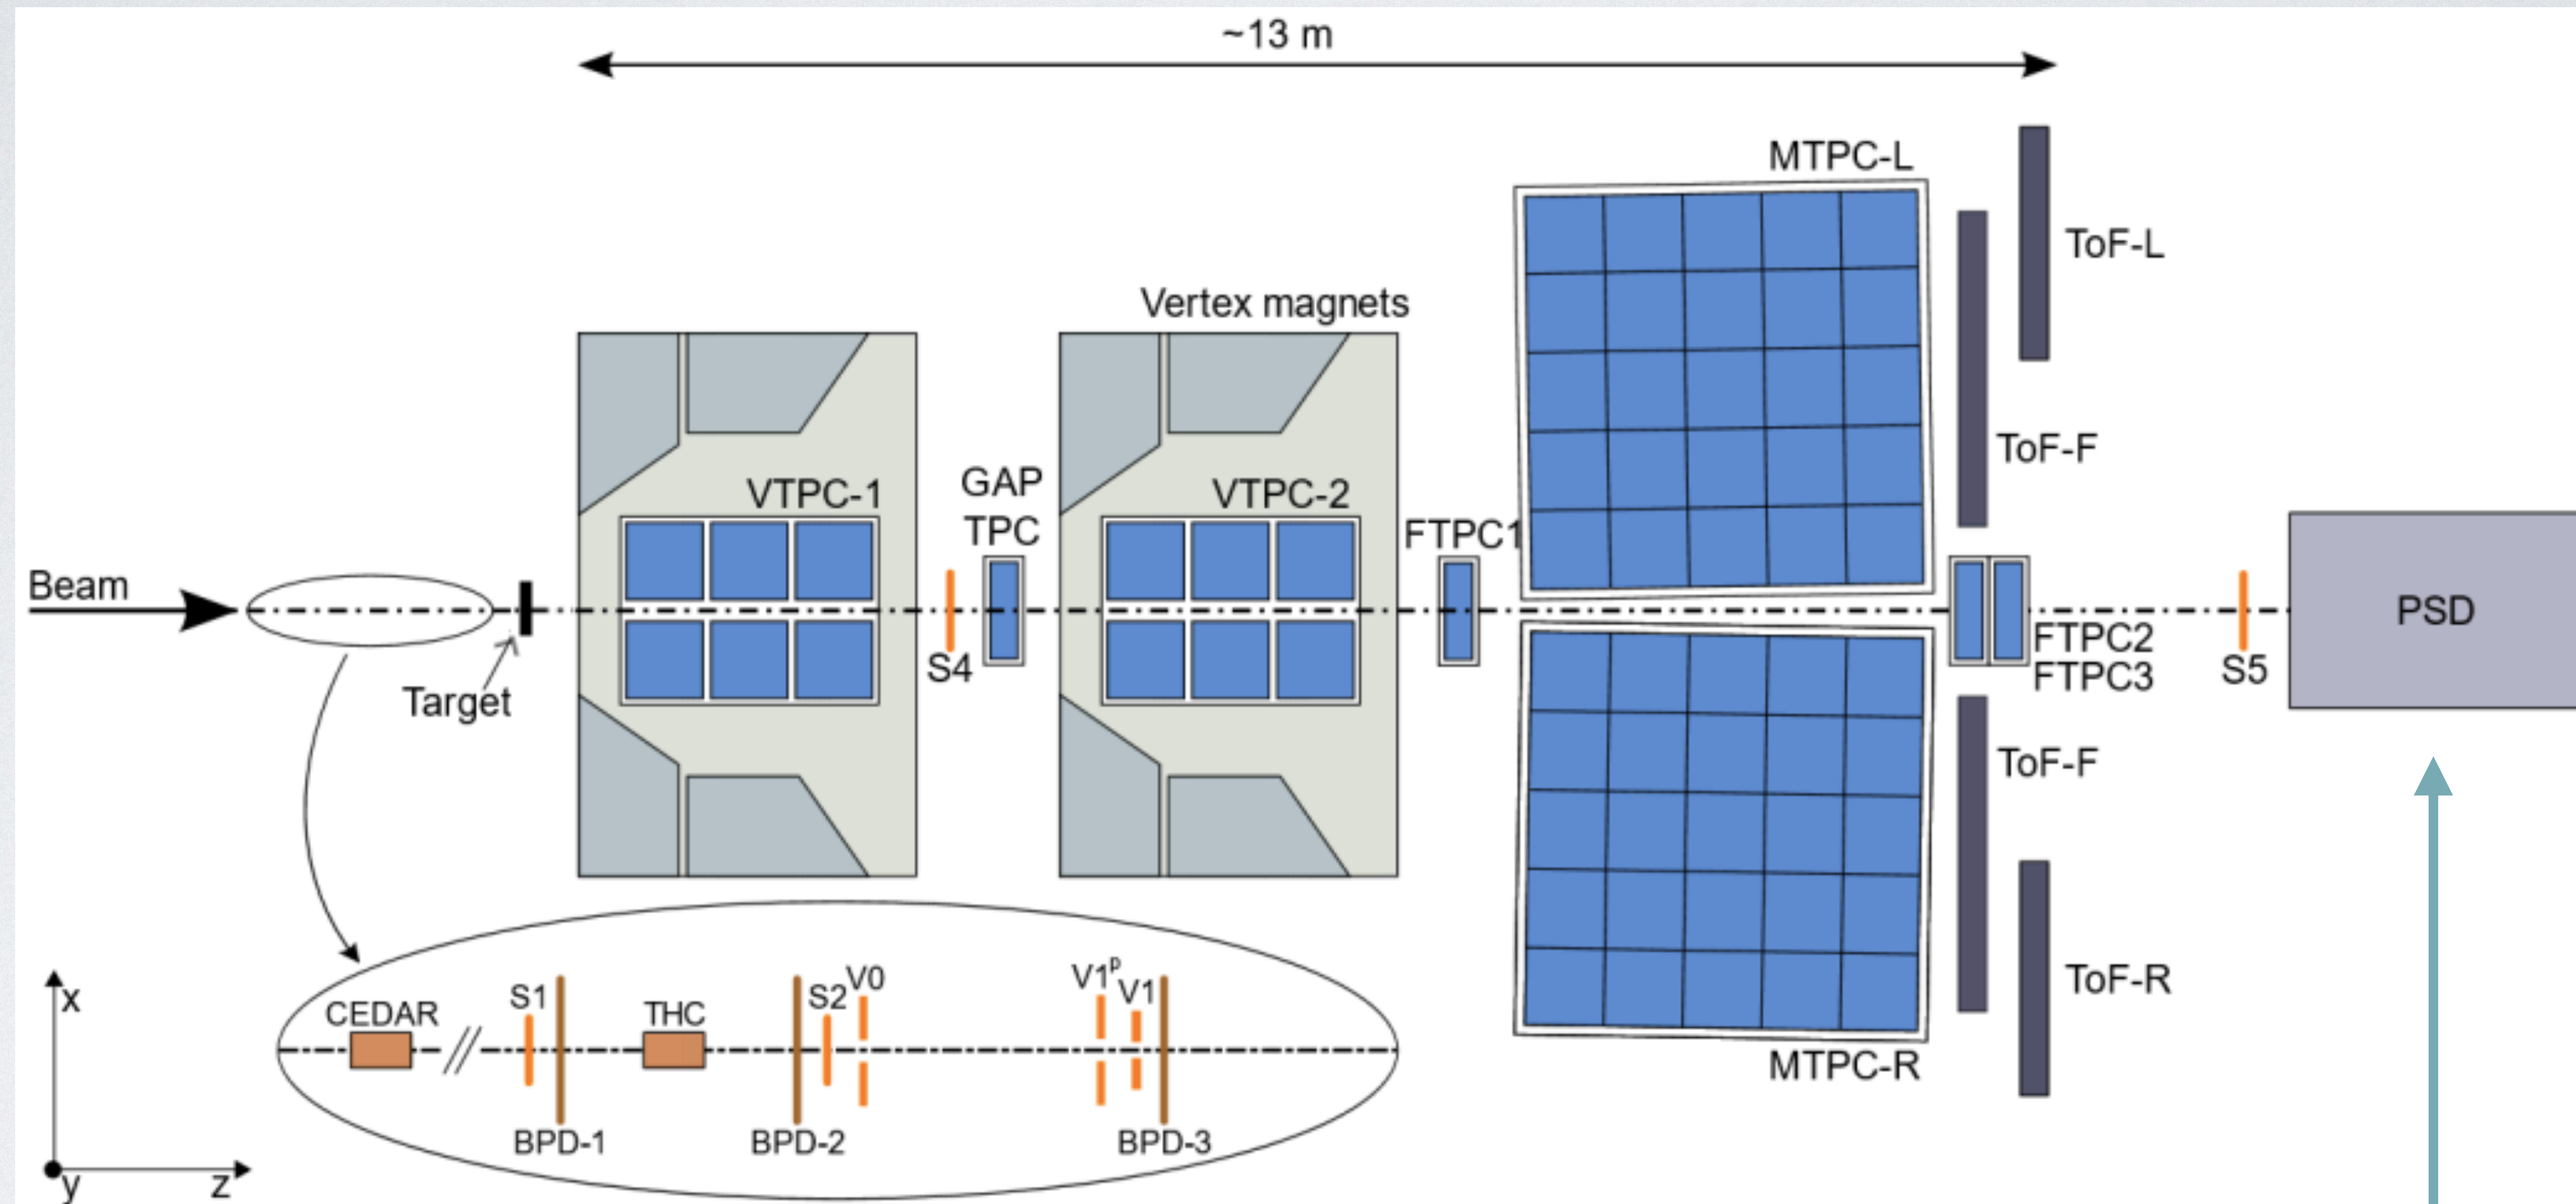 ~13 m
MTPC-L
ToF-L
Vertex magnets
ToF-F
VTPC-1
GAP
TPC
VTPC-2
FTPC1
Beam
Target
S4
FTPC2
FTPC3
S5
PSD
ToF-F
ToF-R
MTPC-R
CEDAR
S1
THC
S2
V0
V1ᵖ
V1
BPD-1
BPD-2
BPD-3
x
y
z